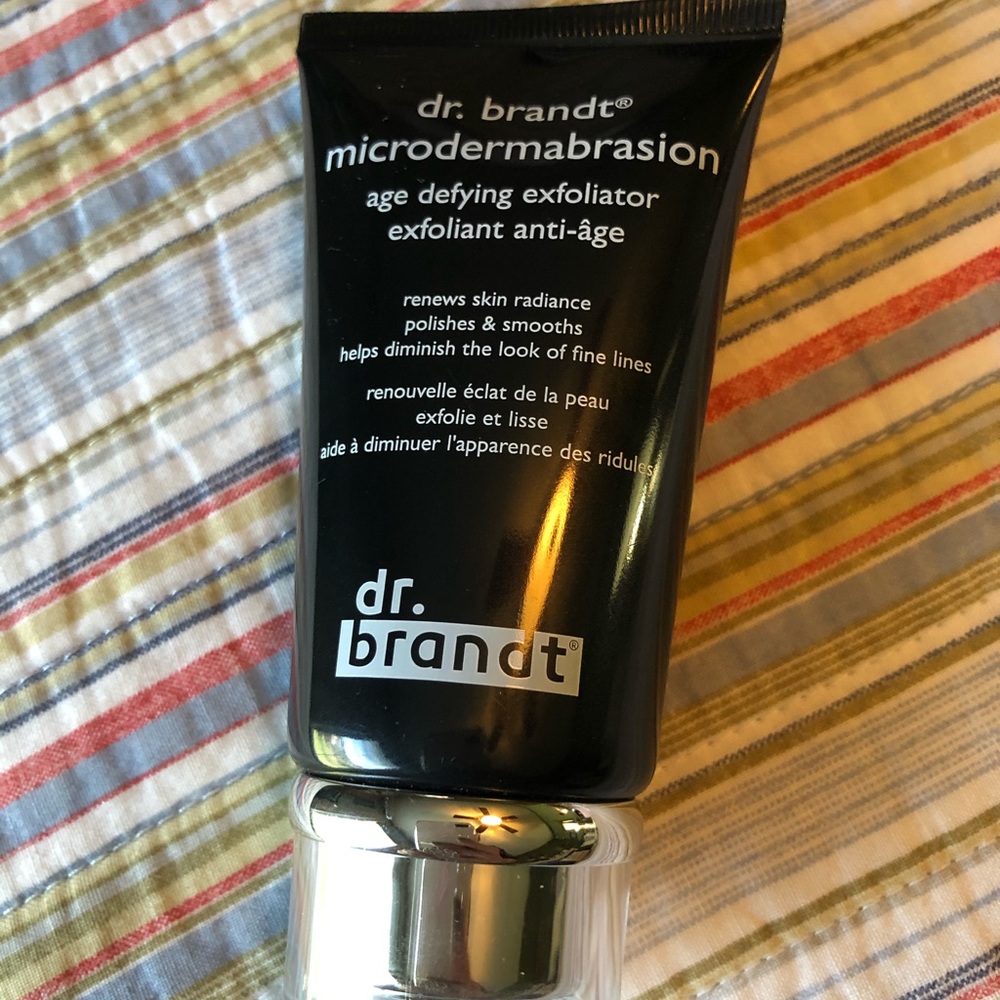 dr. brandt®
microdermabrasion
age defying exfoliator
exfoliant anti-âge
renews skin radiance
polishes & smooths
helps diminish the look of fine lines
renouvelle éclat de la peau
exfolie et lisse
aide à diminuer l'apparence des ridules
dr.
brandt®